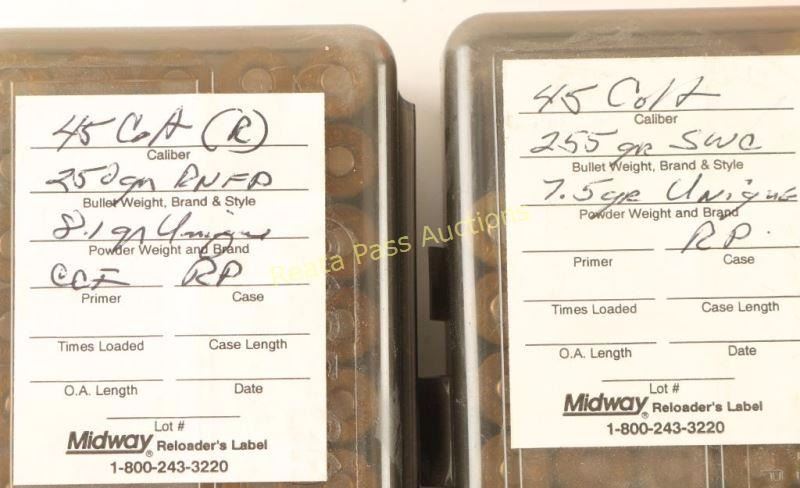 45 Colt (R)
Caliber
250gr RNFP
Bullet Weight, Brand & Style
8.1 gr Unique
Powder Weight and Brand
CCI RP
Primer Case
Times Loaded Case Length
O.A. Length Date
Lot #
Midway® Reloader's Label
1-800-243-3220
45 Colt
Caliber
255 gr SWC
Bullet Weight, Brand & Style
7.5gr Unique
Powder Weight and Brand
RP.
Primer Case
Times Loaded Case Length
O.A. Length Date
Lot #
Midway® Reloader's Label
1-800-243-3220
Reata Pass Auctions